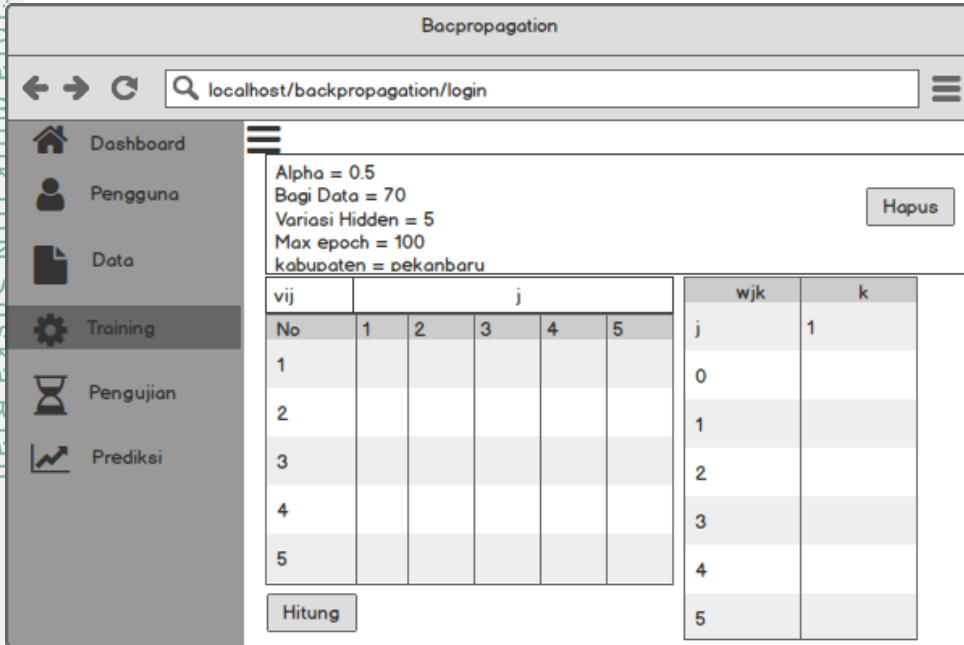 Bacpropagation
localhost/backpropagation/login
Dashboard
Pengguna
Data
Training
Pengujian
Prediksi
Alpha = 0.5
Bagi Data = 70
Variasi Hidden = 5
Max epoch = 100
kabupaten = pekanbaru
Hapus
vij j
No 1 2 3 4 5
1
2
3
4
5
Hitung
wjk k
j 1
0
1
2
3
4
5